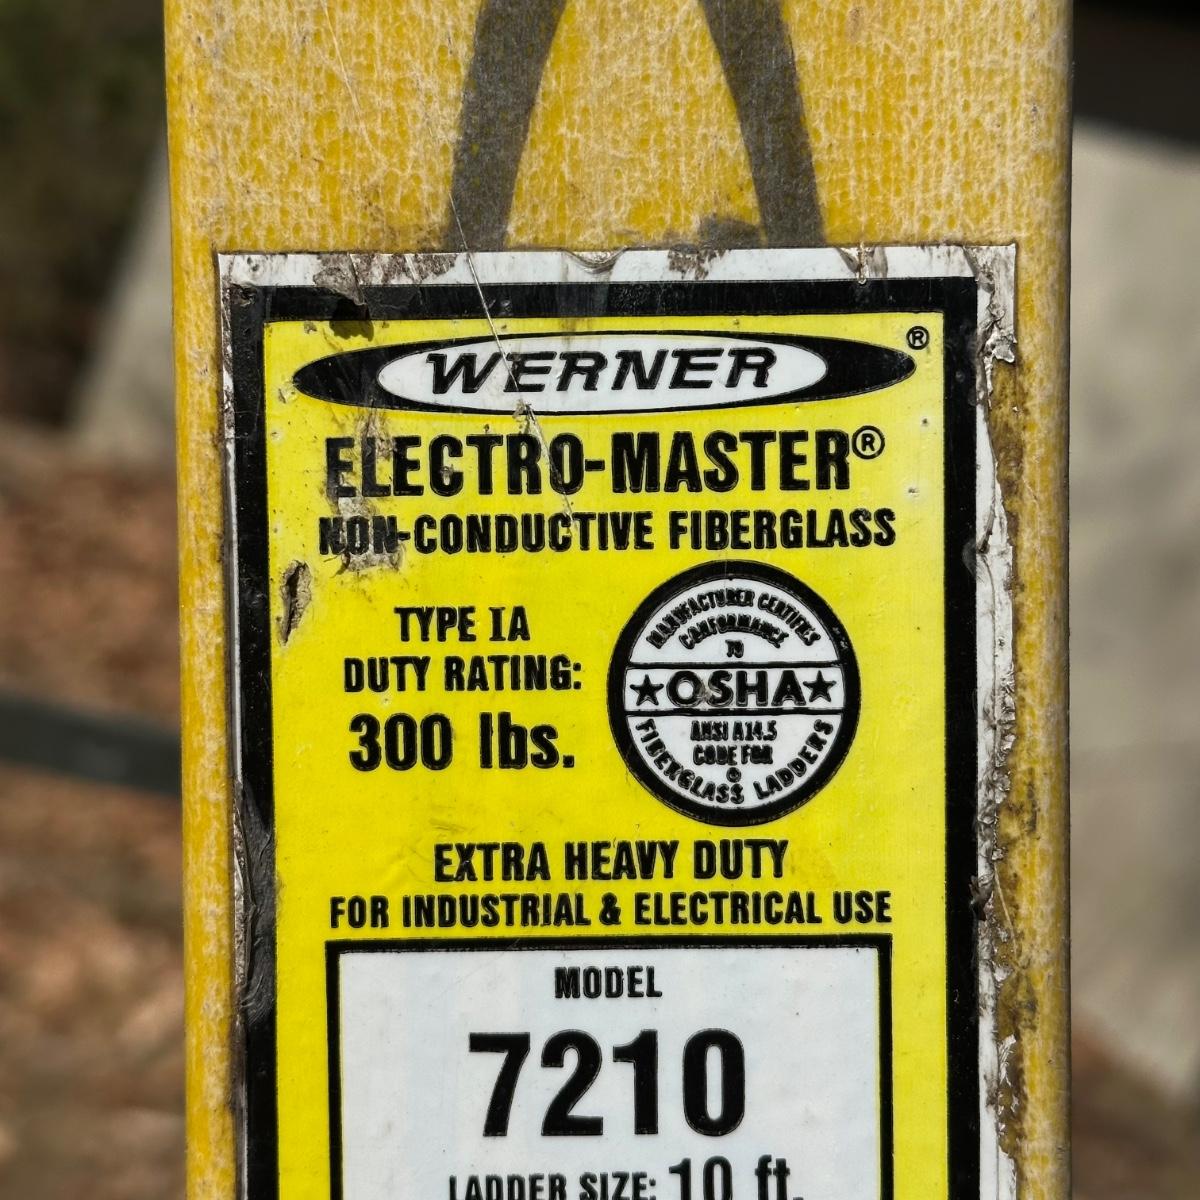 WERNER ®
ELECTRO-MASTER®
NON-CONDUCTIVE FIBERGLASS
TYPE IA
DUTY RATING:
300 lbs.
MANUFACTURER CERTIFIES
CONFORMANCE
TO
★OSHA★
ANSI A14.5
CODE FOR
FIBERGLASS LADDERS
EXTRA HEAVY DUTY
FOR INDUSTRIAL & ELECTRICAL USE
MODEL
7210
LADDER SIZE: 10 ft.